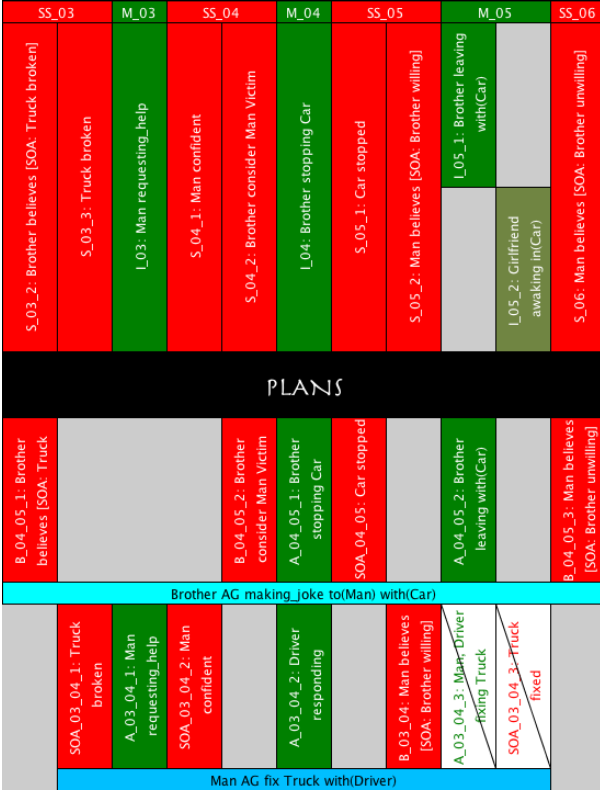 SS_03
M_03
SS_04
M_04
SS_05
M_05
SS_06
S_03_2: Brother believes [SOA: Truck broken]
S_03_3: Truck broken
I_03: Man requesting_help
S_04_1: Man confident
S_04_2: Brother consider Man Victim
I_04: Brother stopping Car
S_05_1: Car stopped
S_05_2: Man believes [SOA: Brother willing]
I_05_1: Brother leaving
with(Car)
I_05_2: Girlfriend
awaking in(Car)
S_06: Man believes [SOA: Brother unwilling]
PLANS
B_04_05_1: Brother
believes [SOA: Truck
B_04_05_2: Brother
consider Man Victim
A_04_05_1: Brother
stopping Car
SOA_04_05: Car stopped
A_04_05_2: Brother
leaving with(Car)
B_04_05_3: Man believes
[SOA: Brother unwilling]
Brother AG making_joke to(Man) with(Car)
SOA_03_04_1: Truck
broken
A_03_04_1: Man
requesting_help
SOA_03_04_2: Man
confident
A_03_04_2: Driver
responding
B_03_04: Man believes
[SOA: Brother willing]
A_03_04_3: Man, Driver
fixing Truck
SOA_03_04_3: Truck
fixed
Man AG fix Truck with(Driver)